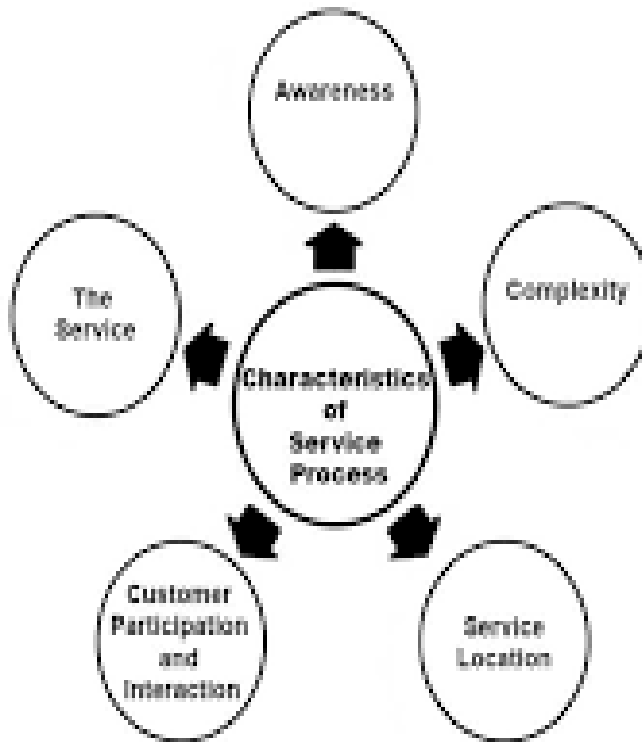 Awareness
The
Service
Complexity
Characteristics
of
Service
Process
Customer
Participation
and
Interaction
Service
Location